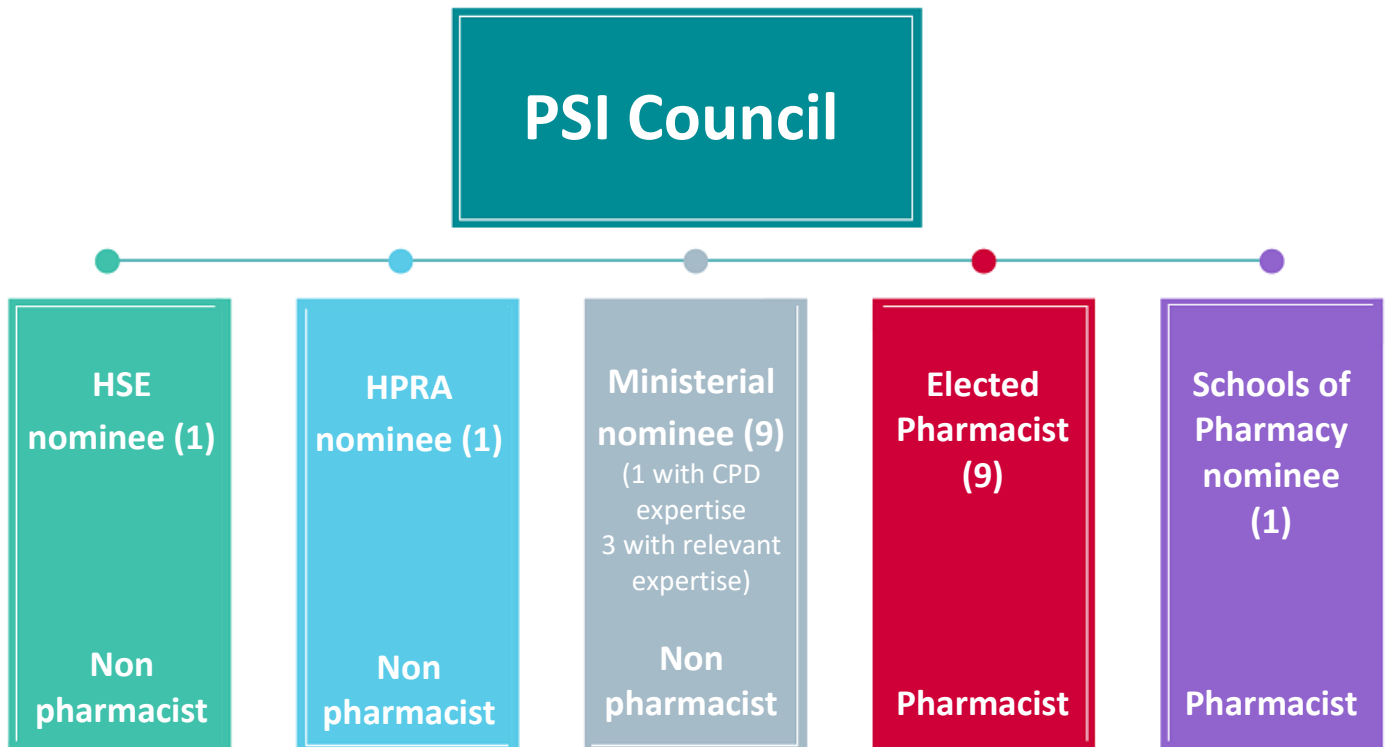 PSI Council
HSE
nominee (1)
Non
pharmacist
HPRA
nominee (1)
Non
pharmacist
Ministerial
nominee (9)
(1 with CPD
expertise
3 with relevant
expertise)
Non
pharmacist
Elected
Pharmacist
(9)
Pharmacist
Schools of
Pharmacy
nominee
(1)
Pharmacist